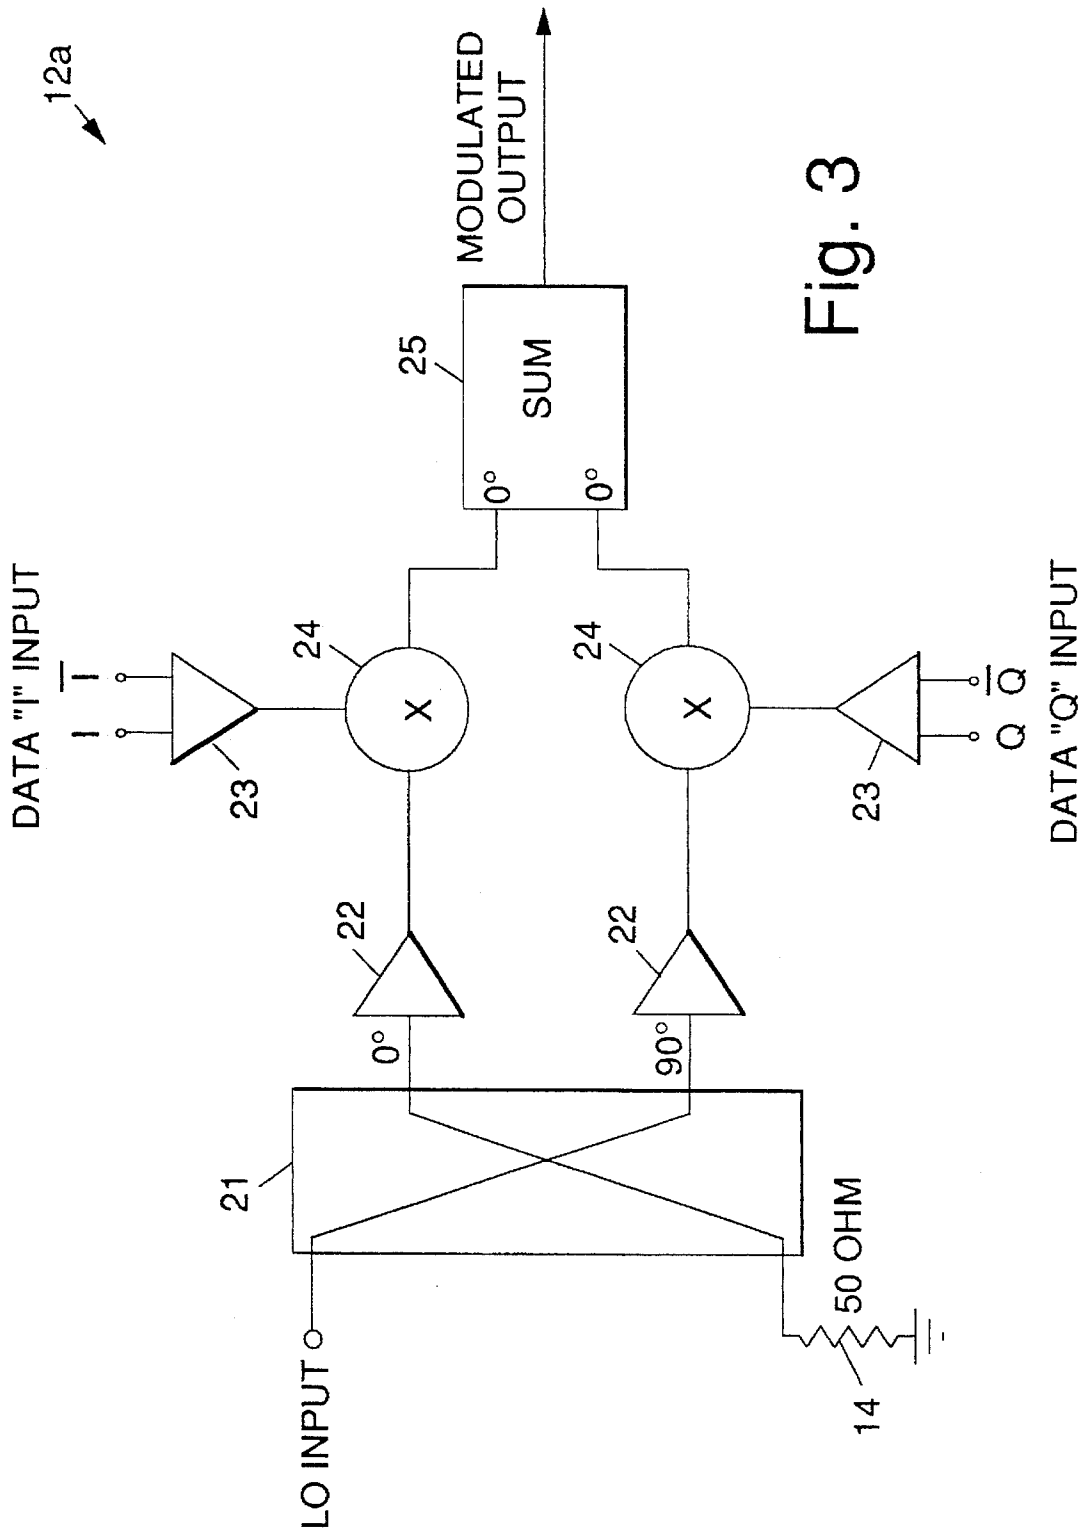 12a
DATA "I" INPUT
I I̅
23
24
LO INPUT
21
0°
22
0°
25
SUM
MODULATED
OUTPUT
90°
22
24
0°
50 OHM
14
23
Q Q̅
DATA "Q" INPUT
Fig. 3